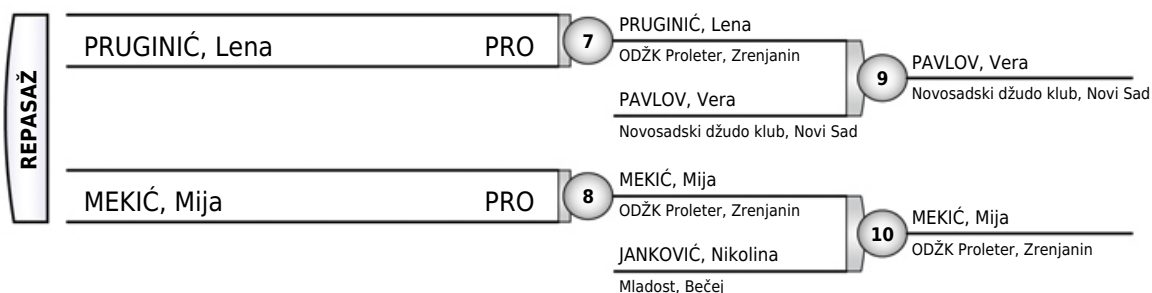 REPASAŽ
PRUGINIĆ, Lena PRO
7
PRUGINIĆ, Lena
ODŽK Proleter, Zrenjanin
PAVLOV, Vera
Novosadski džudo klub, Novi Sad
9
PAVLOV, Vera
Novosadski džudo klub, Novi Sad
MEKIĆ, Mija PRO
8
MEKIĆ, Mija
ODŽK Proleter, Zrenjanin
JANKOVIĆ, Nikolina
Mladost, Bečej
10
MEKIĆ, Mija
ODŽK Proleter, Zrenjanin